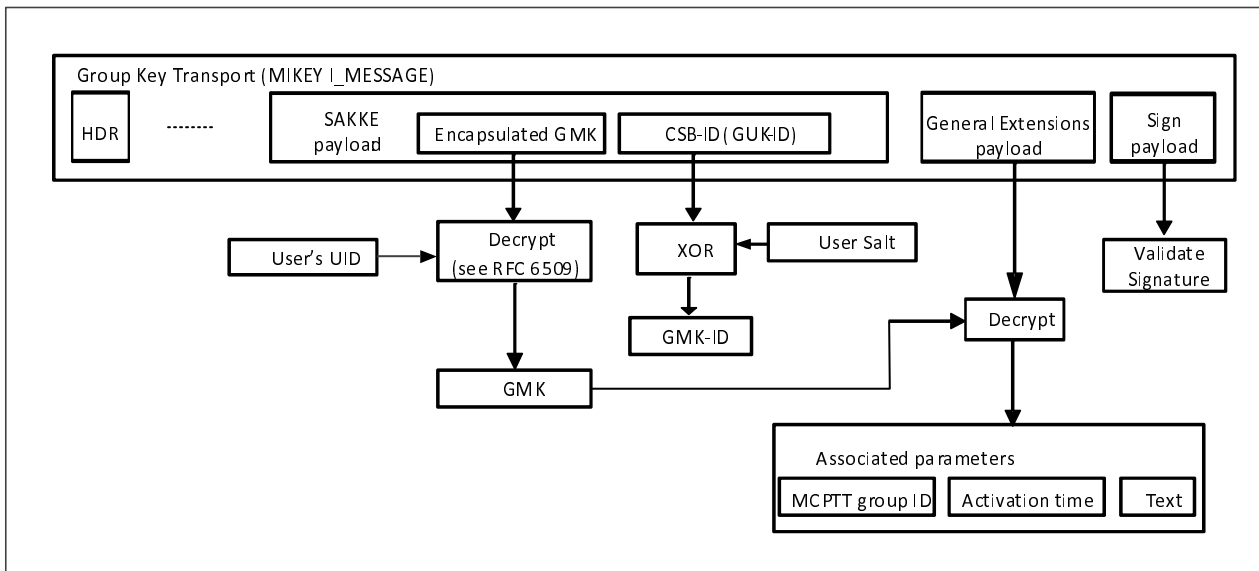 Group Key Transport (MIKEY I_MESSAGE)
HDR
--------
SAKKE
payload
Encapsulated GMK
CSB-ID( GUK-ID)
General Extensions
payload
Sign
payload
User's UID
Decrypt
(see RFC 6509)
XOR
User Salt
Validate
Signature
GMK-ID
Decrypt
GMK
Associated parameters
MCPTT group ID
Activation time
Text